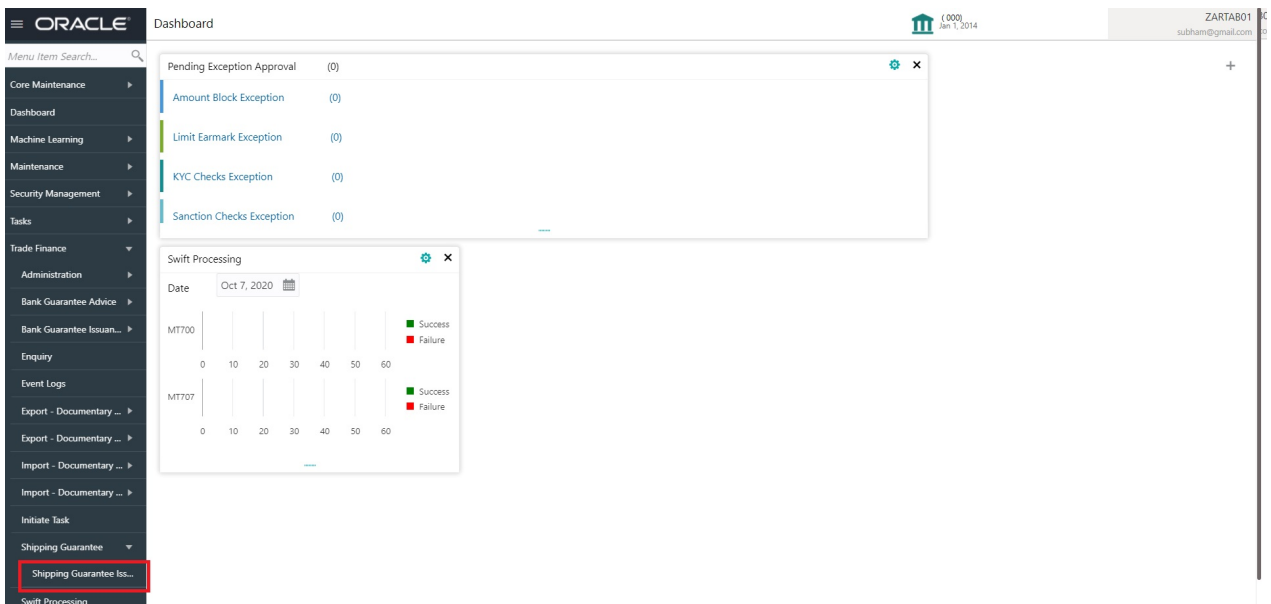 ORACLE
Dashboard
( 000)
Jan 1, 2014
ZARTAB01
subham@gmail.com
Menu Item Search...
Core Maintenance
Dashboard
Machine Learning
Maintenance
Security Management
Tasks
Trade Finance
Administration
Bank Guarantee Advice
Bank Guarantee Issuan...
Enquiry
Event Logs
Export - Documentary ...
Export - Documentary ...
Import - Documentary ...
Import - Documentary ...
Initiate Task
Shipping Guarantee
Shipping Guarantee Iss...
Swift Processing
Pending Exception Approval (0)
Amount Block Exception (0)
Limit Earmark Exception (0)
KYC Checks Exception (0)
Sanction Checks Exception (0)
Swift Processing
Date Oct 7, 2020
MT700
Success
Failure
0 10 20 30 40 50 60
MT707
Success
Failure
0 10 20 30 40 50 60